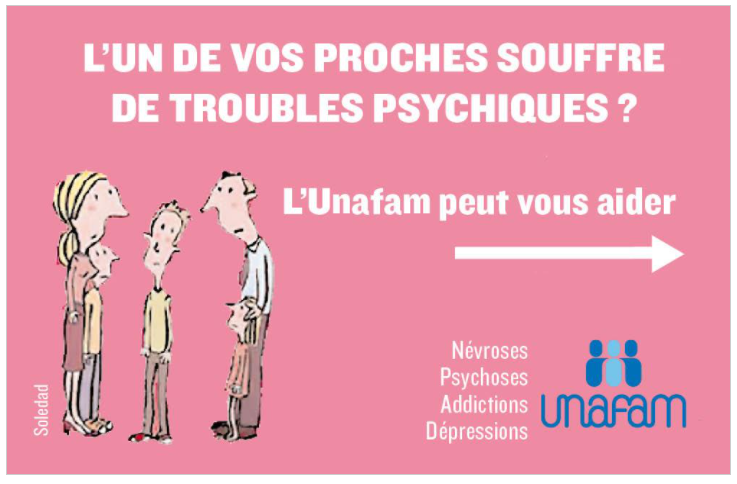 L'UN DE VOS PROCHES SOUFFRE
DE TROUBLES PSYCHIQUES ?
L'Unafam peut vous aider
Névroses
Psychoses
Addictions
Dépressions
unafam
Soledad